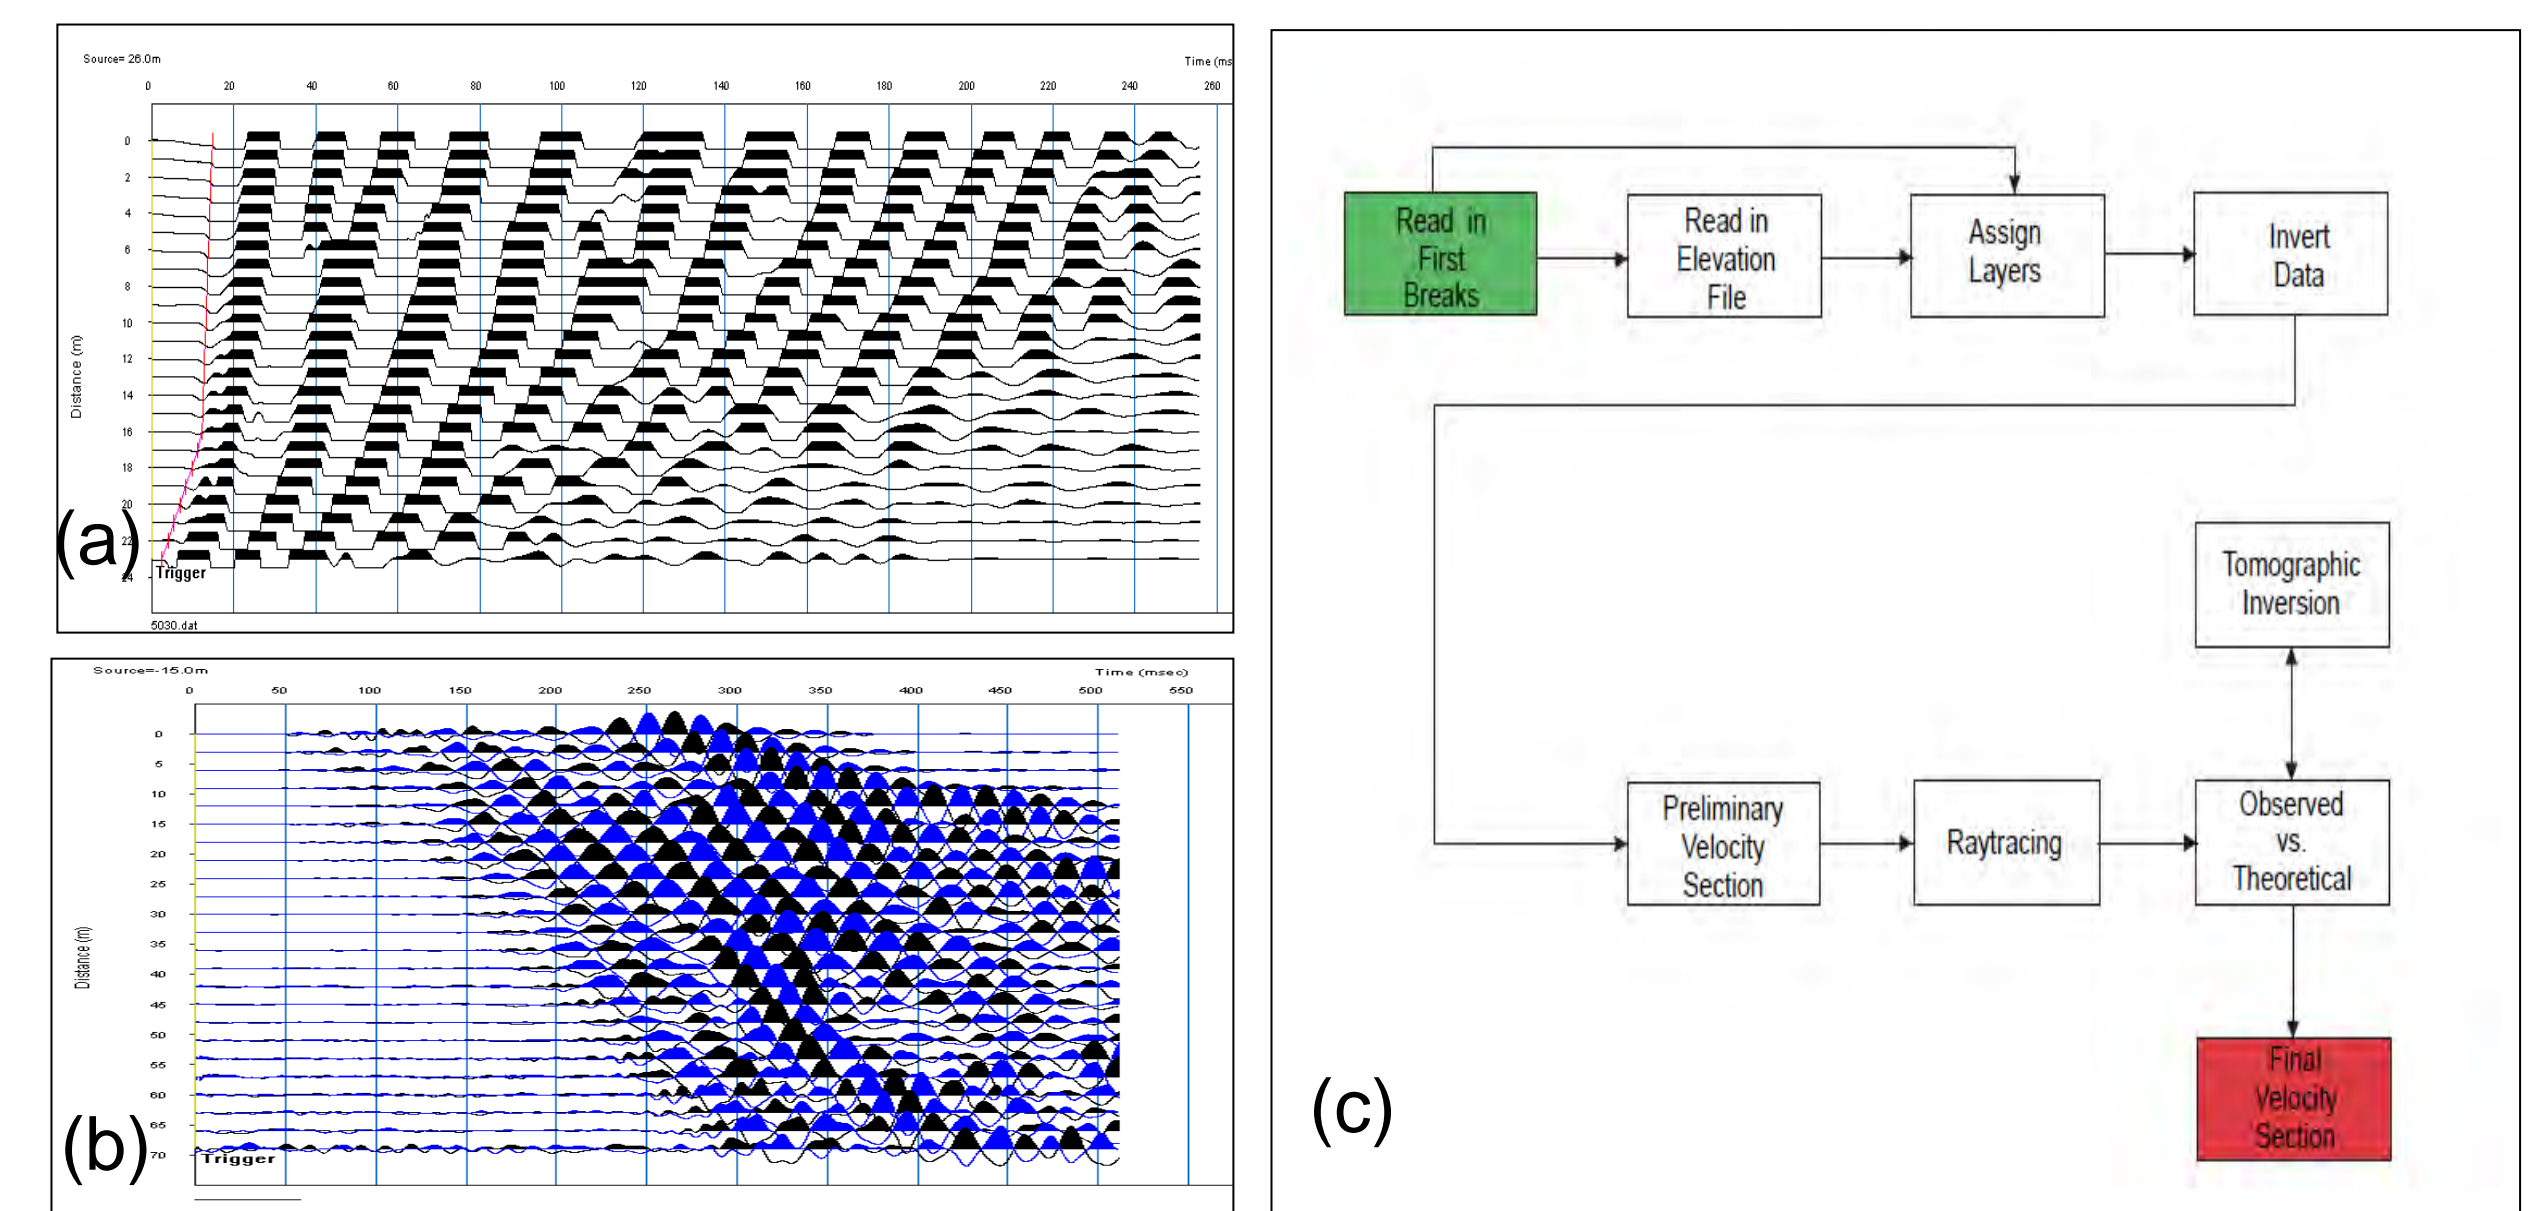 Source= 26.0m
Time (ms
0 20 40 60 80 100 120 140 160 180 200 220 240 260
0
2
4
6
8
10
12
14
16
18
20
22
24
Distance (m)
Trigger
5030.dat
(a)
Source=-15.0m
Time (msec)
0 50 100 150 200 250 300 350 400 450 500 550
0
5
10
15
20
25
30
35
40
45
50
55
60
65
70
Distance (m)
Trigger
(b)
Read in
First
Breaks
Read in
Elevation
File
Assign
Layers
Invert
Data
Tomographic
Inversion
Preliminary
Velocity
Section
Raytracing
Observed
vs.
Theoretical
Final
Velocity
Section
(c)